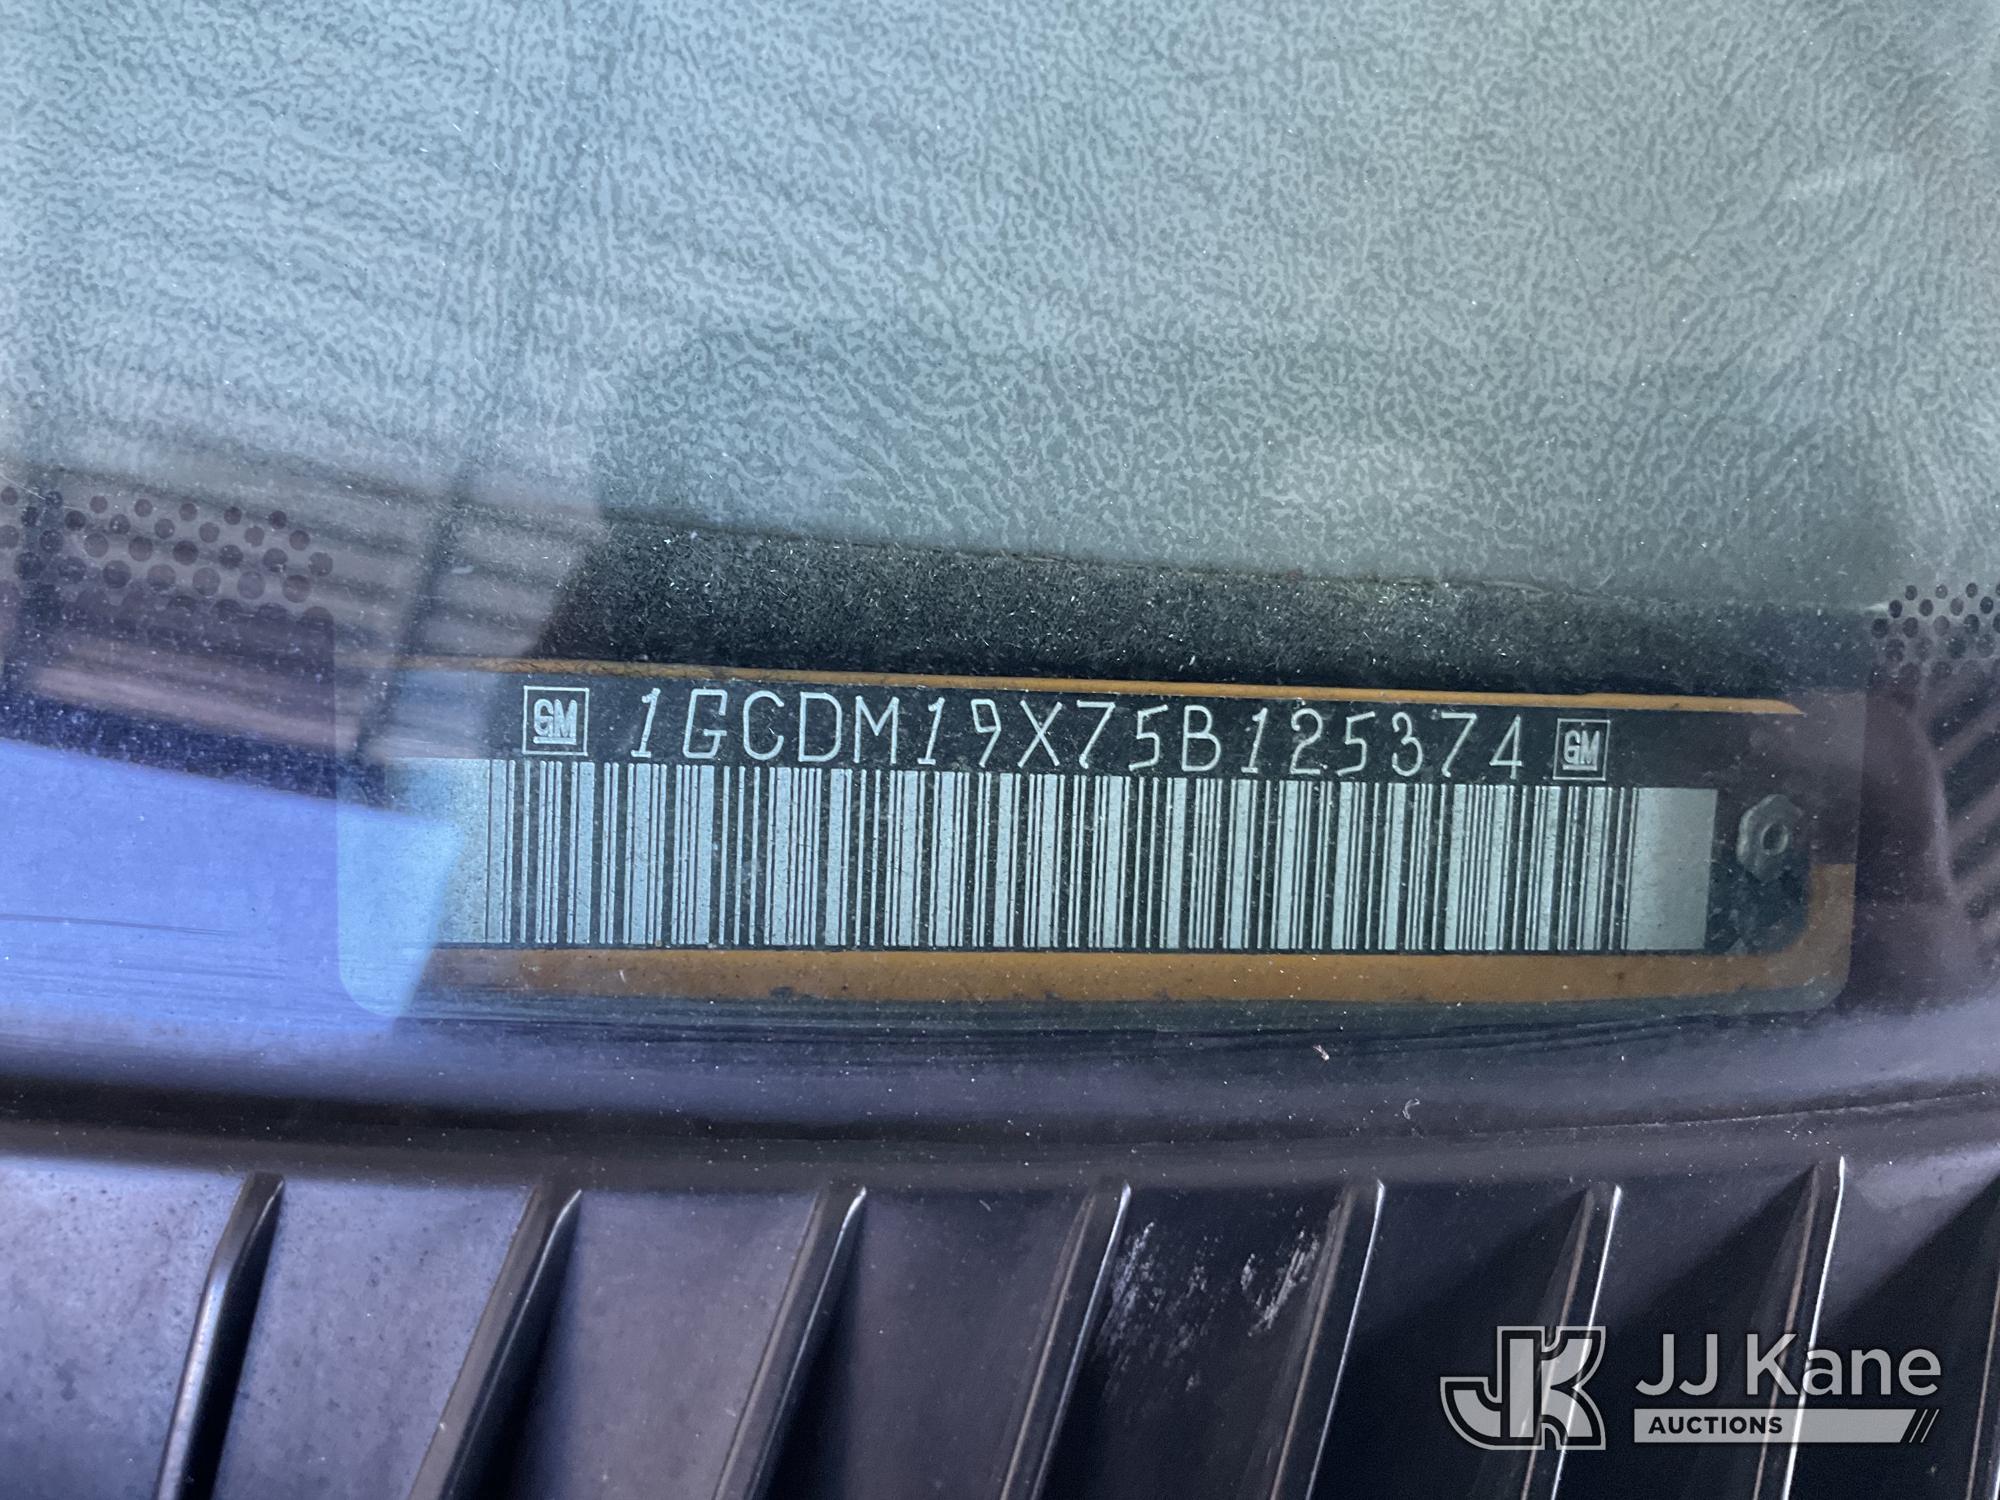 GM 1GCDM19X75B125374 GM
JJ Kane
AUCTIONS